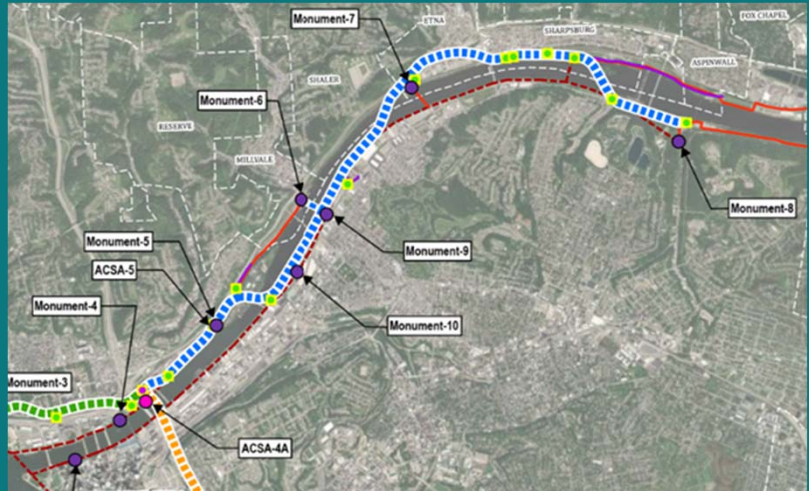 Monument-7
ETNA
SHARPSBURG
FOX CHAPEL
ASPINWALL
SHALER
Monument-6
RESERVE
MILLVALE
Monument-8
Monument-5
Monument-9
ACSA-5
Monument-4
Monument-10
Monument-3
ACSA-4A